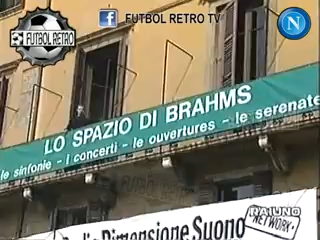 FUTBOL RETRO
FUTBOL RETRO TV
N
LO SPAZIO DI BRAHMS
le sinfonie - i concerti - le ouvertures - le serenate
Radio Dimensione Suono
RAIUNO
NETWORK